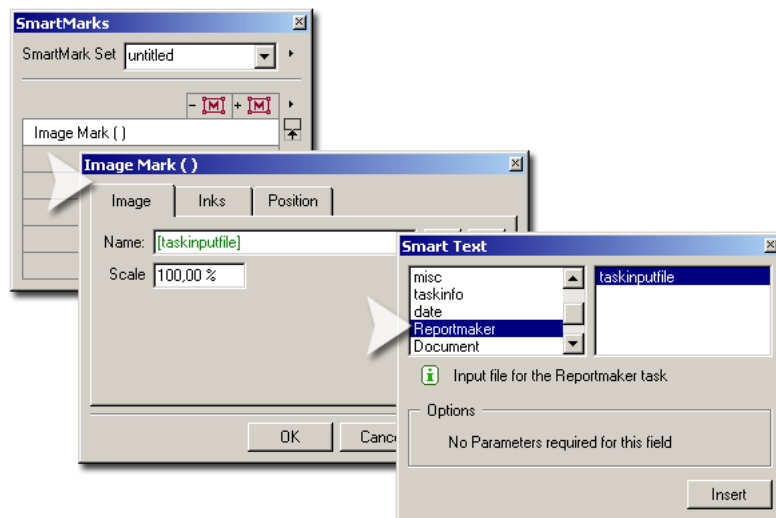 SmartMarks
SmartMark Set untitled
- [M] + [M]
Image Mark ( )
Image Mark ( )
Image Inks Position
Name: [taskinputfile]
Scale 100,00 %
OK
Smart Text
misc
taskinfo
date
Reportmaker
Document
taskinputfile
i Input file for the Reportmaker task
Options
No Parameters required for this field
Insert